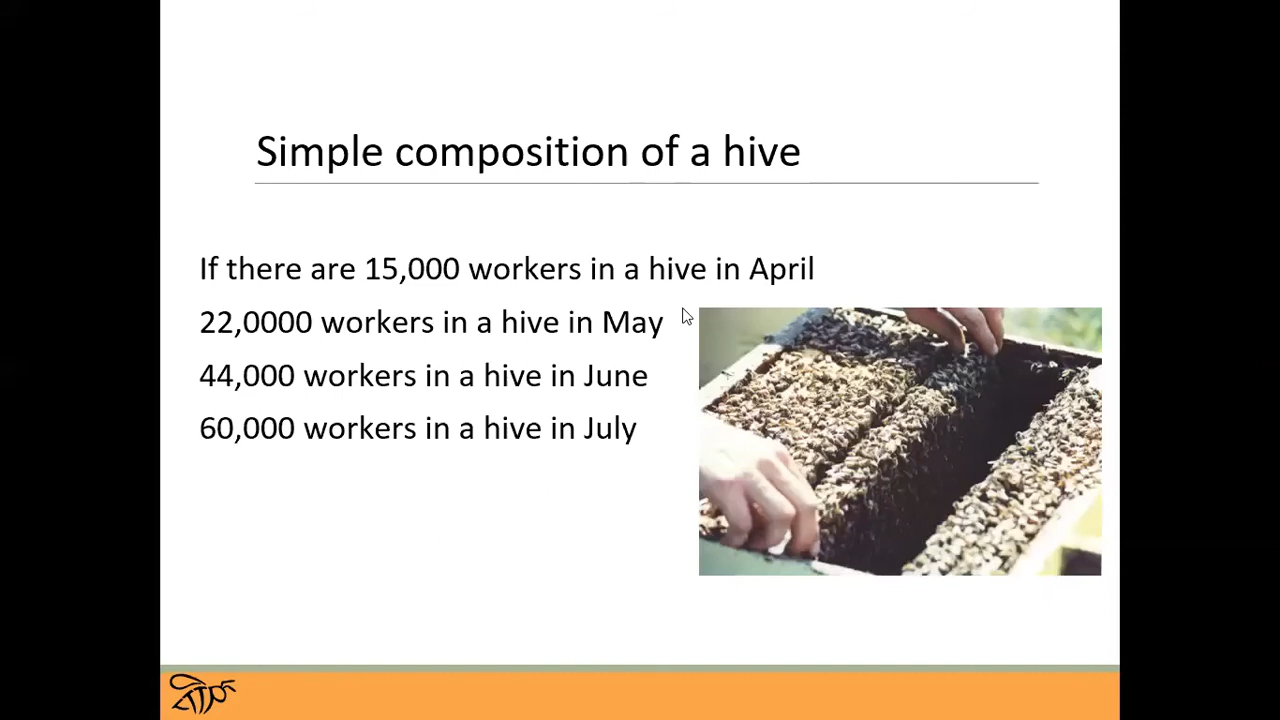 Simple composition of a hive
If there are 15,000 workers in a hive in April
22,0000 workers in a hive in May
44,000 workers in a hive in June
60,000 workers in a hive in July